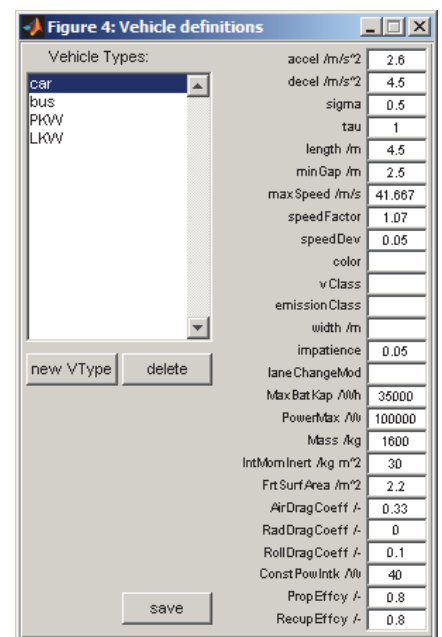 Figure 4: Vehicle definitions
Vehicle Types:
car
bus
PKW
LKW
new VType
delete
save
accel /m/s^2 2.6
decel /m/s^2 4.5
sigma 0.5
tau 1
length /m 4.5
minGap /m 2.5
maxSpeed /m/s 41.667
speedFactor 1.07
speedDev 0.05
color
vClass
emissionClass
width /m
impatience 0.05
laneChangeMod
MaxBatKap /Wh 35000
PowerMax /W 100000
Mass /kg 1600
IntMomInert /kg m^2 30
FrtSurfArea /m^2 2.2
AirDragCoeff /- 0.33
RadDragCoeff /- 0
RollDragCoeff /- 0.1
ConstPowIntk /W 40
PropEffcy /- 0.8
RecupEffcy /- 0.8